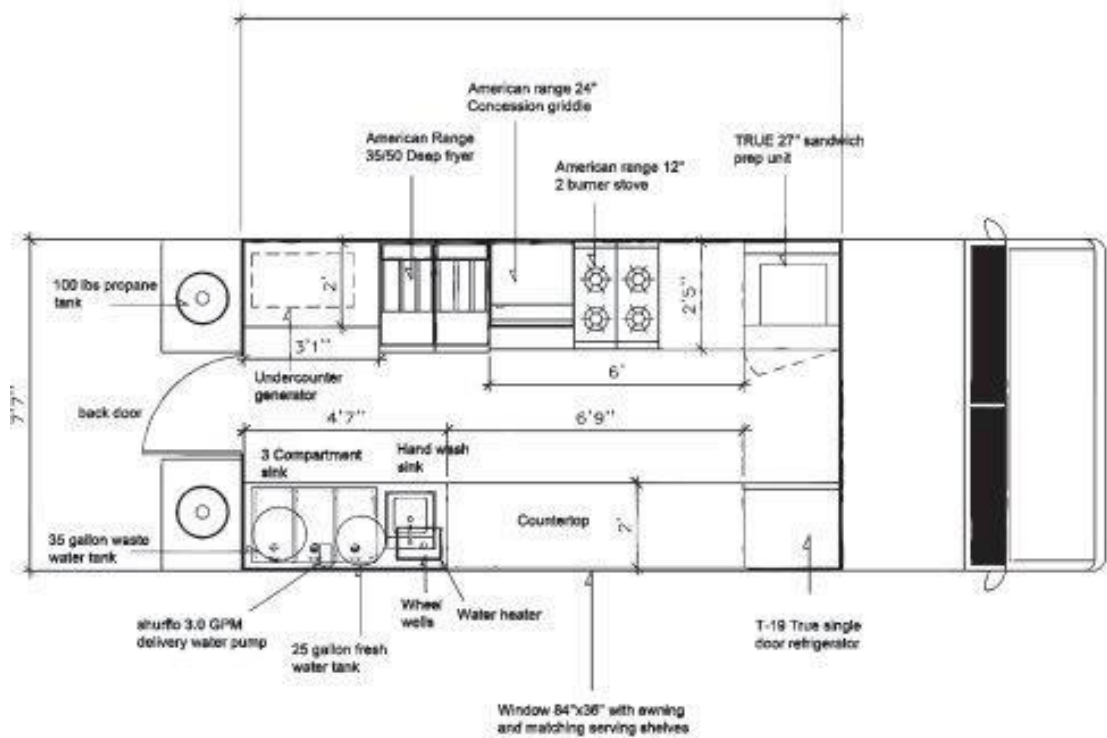 American range 24"
Concession griddle
American Range
35/50 Deep fryer
American range 12"
2 burner stove
TRUE 27" sandwich
prep unit
100 lbs propane
tank
2'
2'5"
3'1"
6'
Undercounter
generator
7'7"
back door
4'7"
6'9"
3 Compartment
sink
Hand wash
sink
Countertop
2'
35 gallon waste
water tank
shurflo 3.0 GPM
delivery water pump
25 gallon fresh
water tank
Wheel
wells
Water heater
T-19 True single
door refrigerator
Window 84"x36" with awning
and matching serving shelves